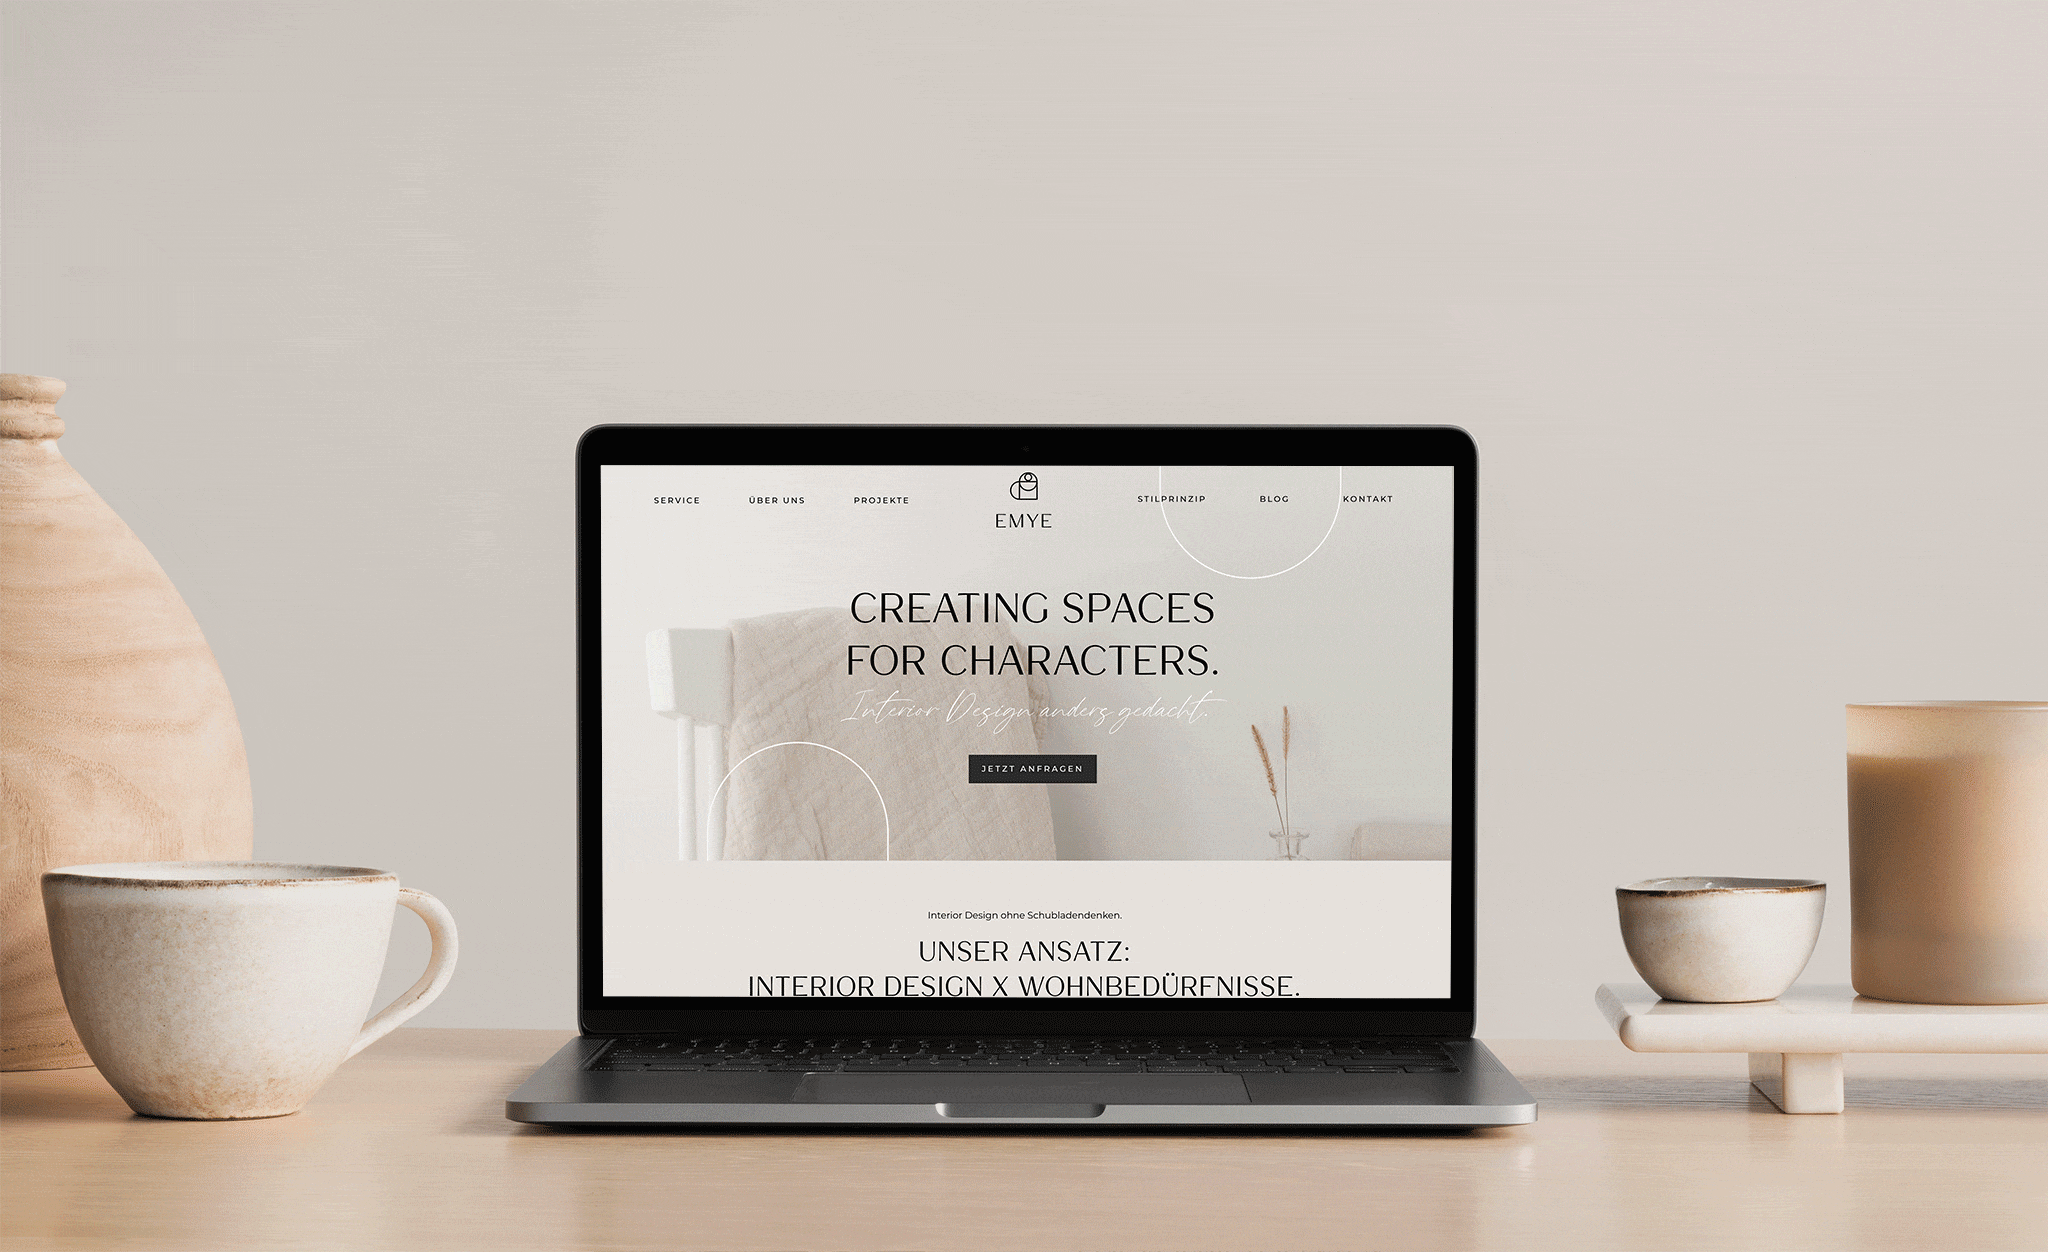 SERVICE ÜBER UNS PROJEKTE EMYE STILPRINZIP BLOG KONTAKT
CREATING SPACES
FOR CHARACTERS.
Interior Design anders gedacht.
JETZT ANFRAGEN
Interior Design ohne Schubladendenken.
UNSER ANSATZ:
INTERIOR DESIGN X WOHNBEDÜRFNISSE.